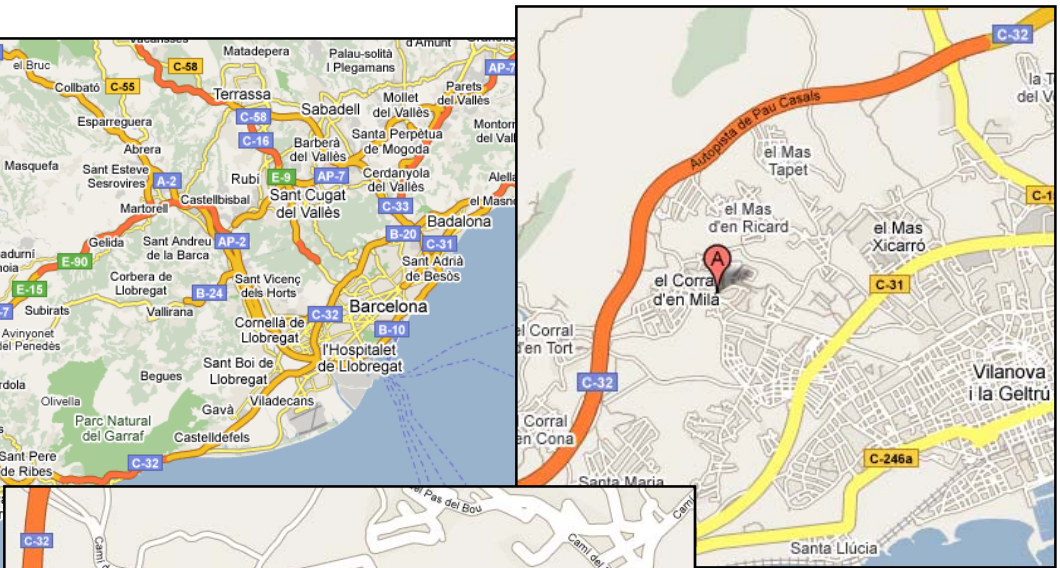 Matadepera
Palau-solità
i Plegamans
d'Amunt
el Bruc
C-58
AP-7
Collbató
C-55
Terrassa
Parets
del Vallès
Mollet
del Vallès
Sabadell
Esparreguera
C-58
Santa Perpètua
de Mogoda
C-16
Barberà
del Vallès
Abrera
Masquefa
Sant Esteve
Sesrovires
A-2
Rubí
E-9
AP-7
Cerdanyola
del Vallès
Castellbisbal
Sant Cugat
del Vallès
Martorell
C-33
Badalona
B-20
C-31
Gelida
Sant Andreu
de la Barca
AP-2
Sant Adrià
de Besòs
E-90
Corbera de
Llobregat
Sant Vicenç
dels Horts
E-15
B-24
Subirats
Vallirana
C-32
Barcelona
Cornellà de
Llobregat
B-10
Avinyonet
del Penedès
l'Hospitalet
de Llobregat
Sant Boi de
Llobregat
Begues
Olivella
Viladecans
Gavà
Parc Natural
del Garraf
Castelldefels
Sant Pere
de Ribes
C-32
C-32
Autopista de Pau Casals
el Mas
Tapet
el Mas
d'en Ricard
el Mas
Xicarró
A
el Corral
d'en Milà
C-31
el Corral
d'en Tort
C-32
Vilanova
i la Geltrú
el Corral
en Cona
C-246a
Santa Maria
Santa Llúcia
C-32
el Pas del Bou
Camí
Camí del
Camí